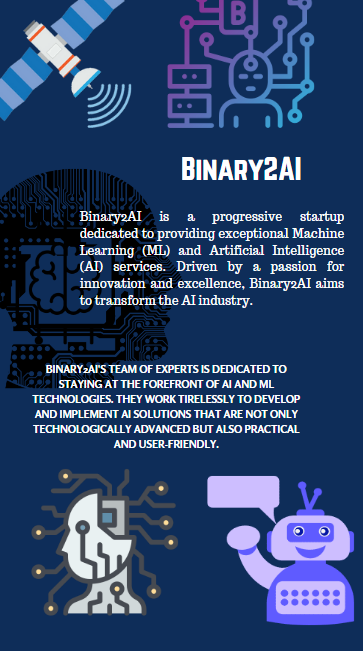 B
BINARY2AI
Binary2AI is a progressive startup
dedicated to providing exceptional Machine
Learning (ML) and Artificial Intelligence
(AI) services. Driven by a passion for
innovation and excellence, Binary2AI aims
to transform the AI industry.
BINARY2AI'S TEAM OF EXPERTS IS DEDICATED TO
STAYING AT THE FOREFRONT OF AI AND ML
TECHNOLOGIES. THEY WORK TIRELESSLY TO DEVELOP
AND IMPLEMENT AI SOLUTIONS THAT ARE NOT ONLY
TECHNOLOGICALLY ADVANCED BUT ALSO PRACTICAL
AND USER-FRIENDLY.